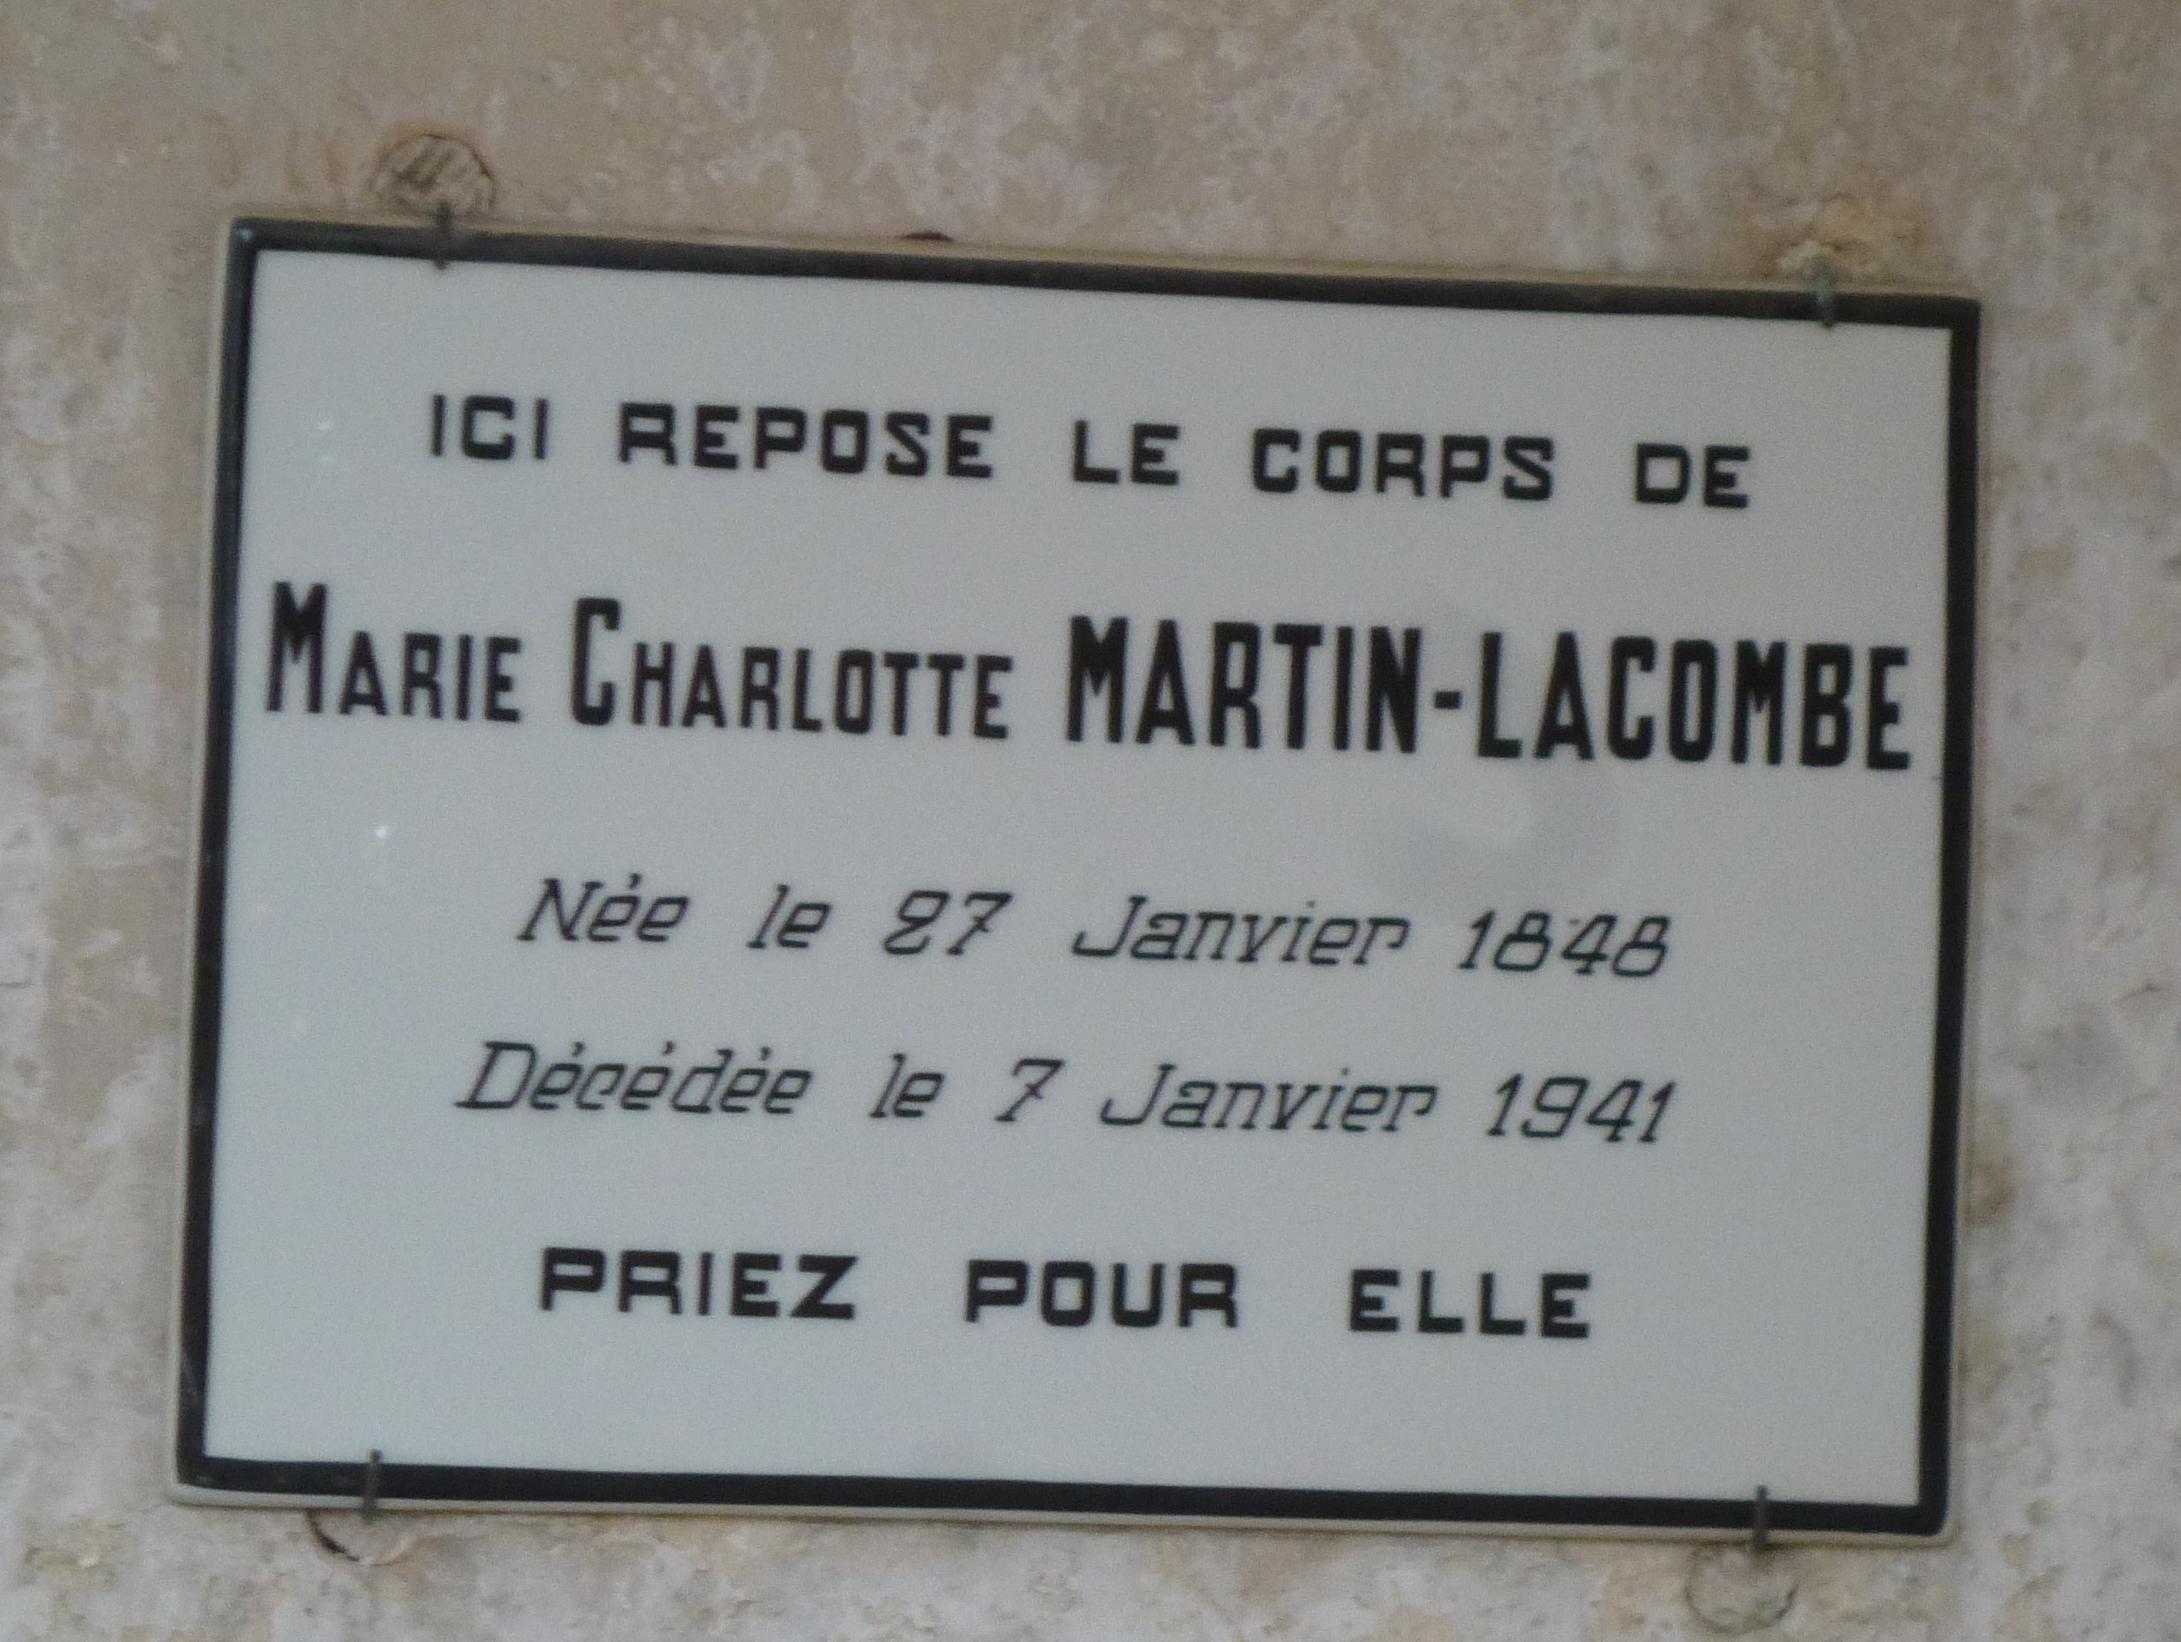 ICI REPOSE LE CORPS DE
MARIE CHARLOTTE MARTIN-LACOMBE
Née le 27 Janvier 1848
Décédée le 7 Janvier 1941
PRIEZ POUR ELLE